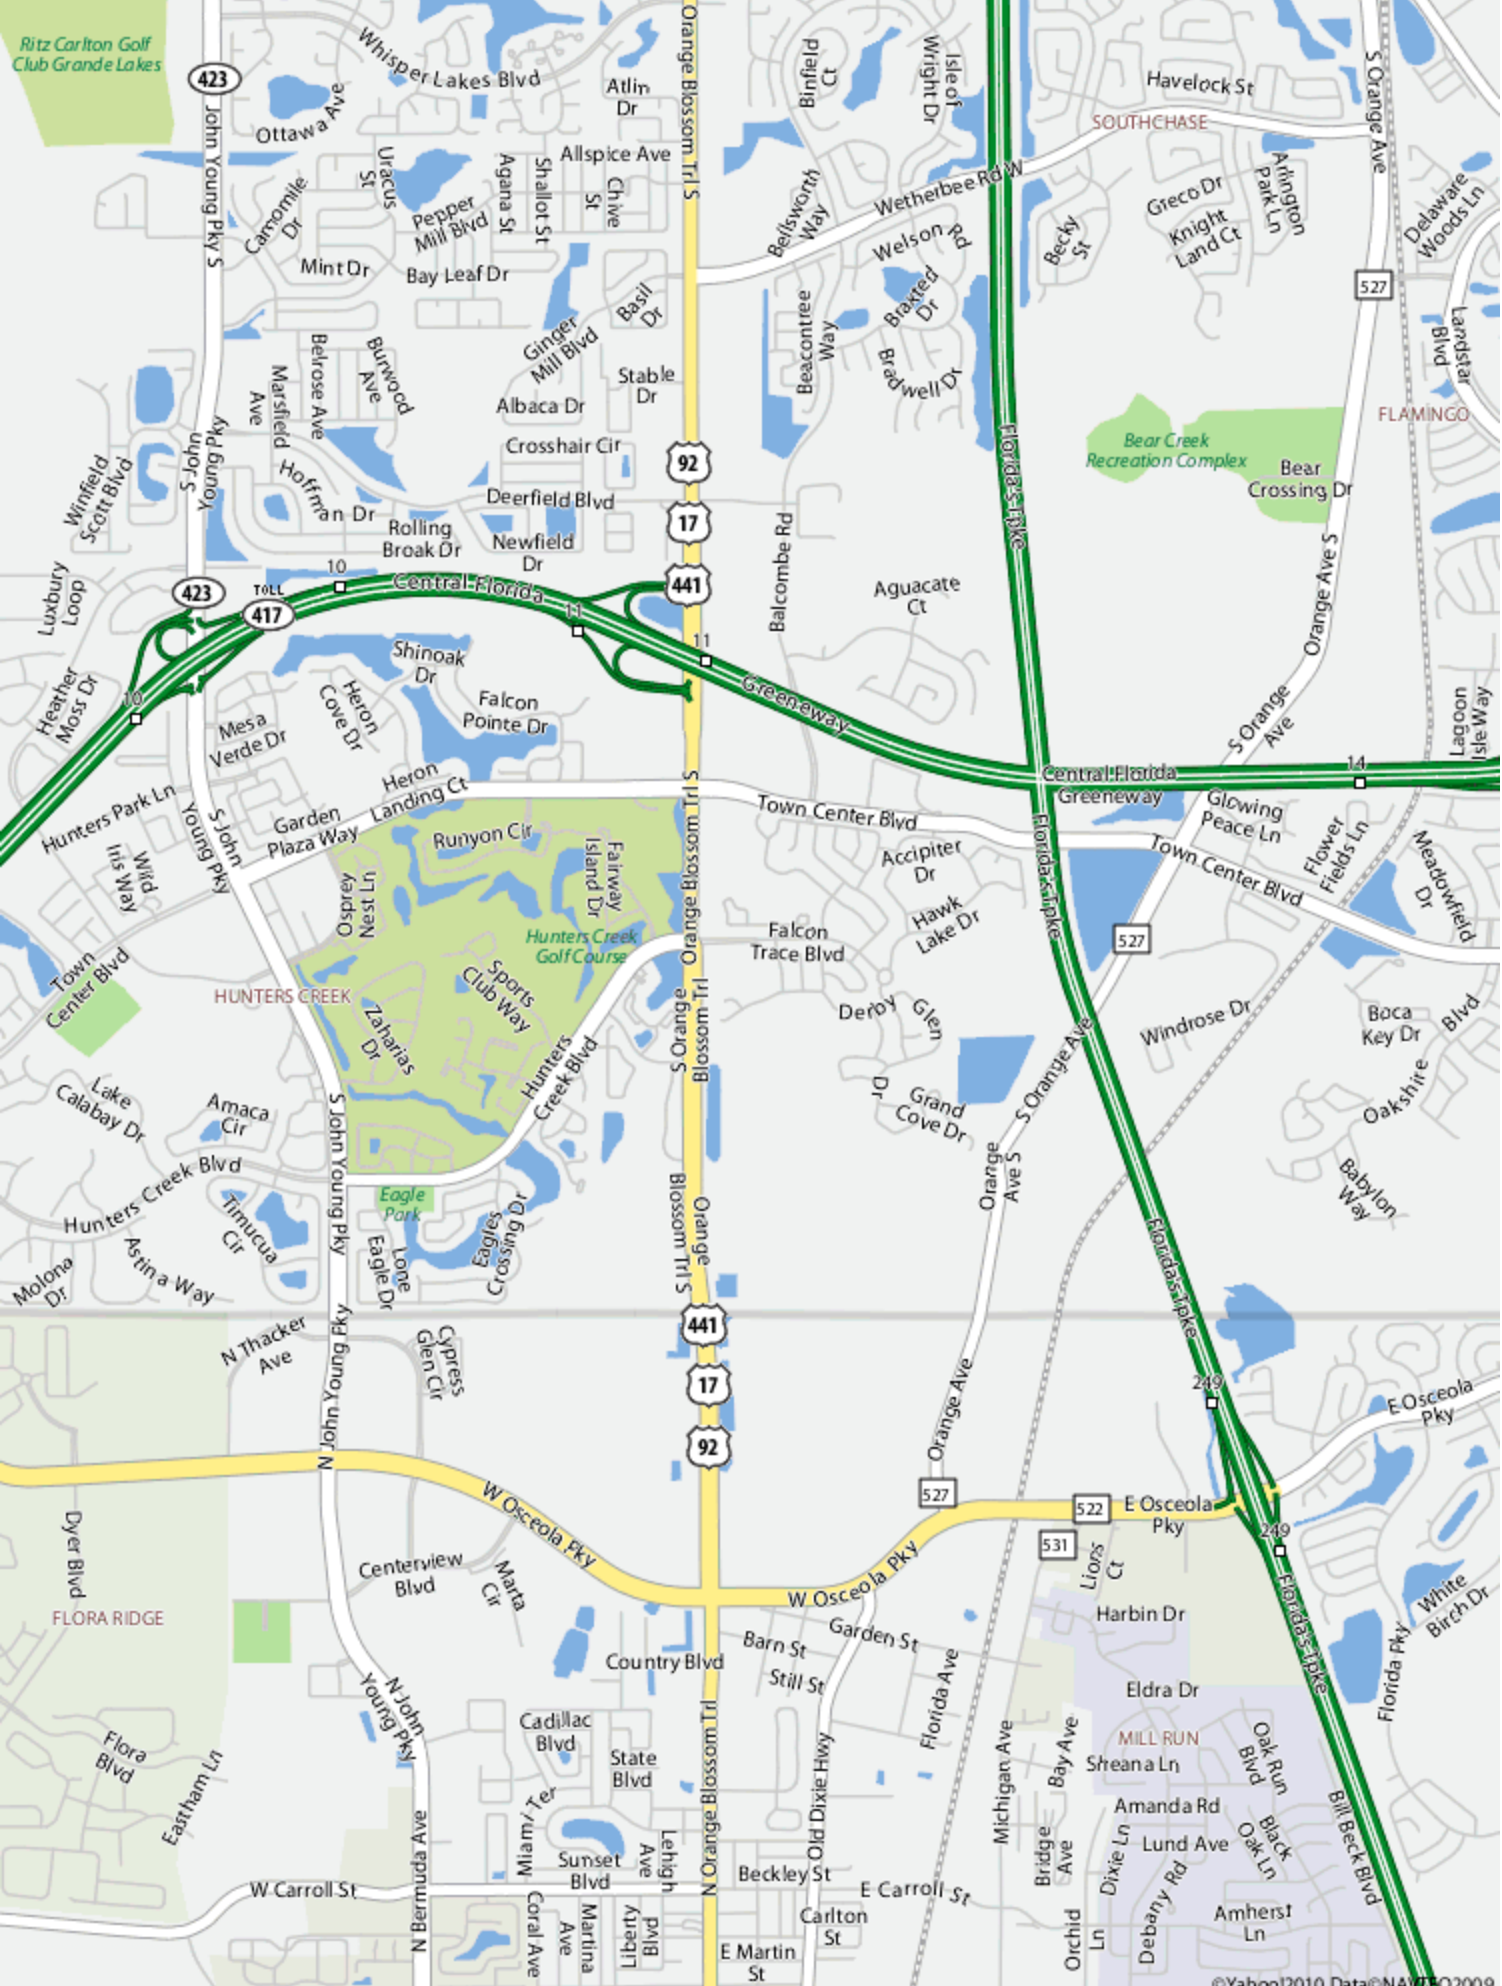 Ritz Carlton Golf
Club Grande Lakes
423
Whisper Lakes Blvd
Ottawa Ave
Atlin
Dr
Orange Blossom Trl S
Binfield
Ct
Isle of
Wright Dr
Havelock St
SOUTHCHASE
S Orange Ave
John Young Pky S
Uracus
St
Allspice Ave
Agana St
Shallot St
Chive
St
Camomile
Dr
Pepper
Mill Blvd
Mint Dr
Bay Leaf Dr
Bellsworth
Way
Wetherbee Rd W
Welson Rd
Becky
St
Greco Dr
Knight
Land Ct
Arlington
Park Ln
Delaware
Woods Ln
527
Basil
Dr
Ginger
Mill Blvd
Braxted
Dr
Beacontree
Way
Bradwell Dr
Landstar
Blvd
FLAMINGO
Belrose Ave
Burwood
Ave
Marsfield
Ave
Stable
Dr
Albaca Dr
Crosshair Cir
S John
Young Pky
Winfield
Scott Blvd
Hoffman Dr
Deerfield Blvd
Rolling
Broak Dr
Newfield
Dr
92
17
441
Florida's Tpke
Bear Creek
Recreation Complex
Bear
Crossing Dr
Balcombe Rd
Aguacate
Ct
Orange Ave S
Luxbury
Loop
423
TOLL
417
10
Central Florida
11
11
Greeneway
10
Heather
Moss Dr
Shinoak
Dr
Heron
Cove Dr
Falcon
Pointe Dr
Mesa
Verde Dr
S Orange
Ave
Lagoon
Isle Way
Central Florida
Greeneway
14
Heron
Landing Ct
Hunters Park Ln
Garden
Plaza Way
S John
Young Pky
Town Center Blvd
Glowing
Peace Ln
Flower
Fields Ln
Town Center Blvd
Meadowfield
Dr
Wild
Iris Way
Runyon Cir
Fairway
Island Dr
Osprey
Nest Ln
Orange Blossom Trl S
Accipiter
Dr
Hawk
Lake Dr
Florida's Tpke
Hunters Creek
Golf Course
Falcon
Trace Blvd
527
Town
Center Blvd
HUNTERS CREEK
Sports
Club Way
Zaharias
Dr
S Orange
Blossom Trl
Derby Glen
Dr
Windrose Dr
Boca
Key Dr
Oakshire Blvd
Hunters
Creek Blvd
Lake
Calabay Dr
Amaca
Cir
S John Young Pky
Grand
Cove Dr
S Orange Ave
Orange
Ave S
Babylon
Way
Hunters Creek Blvd
Timucua
Cir
Eagle
Park
Eagles
Crossing Dr
Lone
Eagle Dr
Orange
Blossom Trl S
Astina Way
Molona
Dr
Florida's Tpke
441
17
92
N Thacker
Ave
N John Young Pky
Cypress
Glen Cir
Orange Ave
249
E Osceola
Pky
W Osceola Pky
527
522
E Osceola
Pky
531
249
Dyer Blvd
Centerview
Blvd
Marta
Cir
W Osceola Pky
Lions
Ct
Harbin Dr
White
Birch Dr
FLORA RIDGE
Country Blvd
Barn St
Garden St
Still St
Florida Ave
Florida's Tpke
Florida Pky
Eldra Dr
MILL RUN
N John
Young Pky
Cadillac
Blvd
State
Blvd
N Orange Blossom Trl
Old Dixie Hwy
Michigan Ave
Bay Ave
Sheana Ln
Oak Run
Blvd
Flora
Blvd
Eastham Ln
Miami Ter
Amanda Rd
Lund Ave
Black
Oak Ln
Bill Beck Blvd
N Bermuda Ave
Sunset
Blvd
Lehigh
Ave
Beckley St
Bridge
Ave
Dixie Ln
Debany Rd
W Carroll St
E Carroll St
Carlton
St
Coral Ave
Martina
Ave
Liberty
Blvd
E Martin
St
Orchid
Ln
Amherst
Ln
©Yahoo!2010, Data©NAVTEQ2009